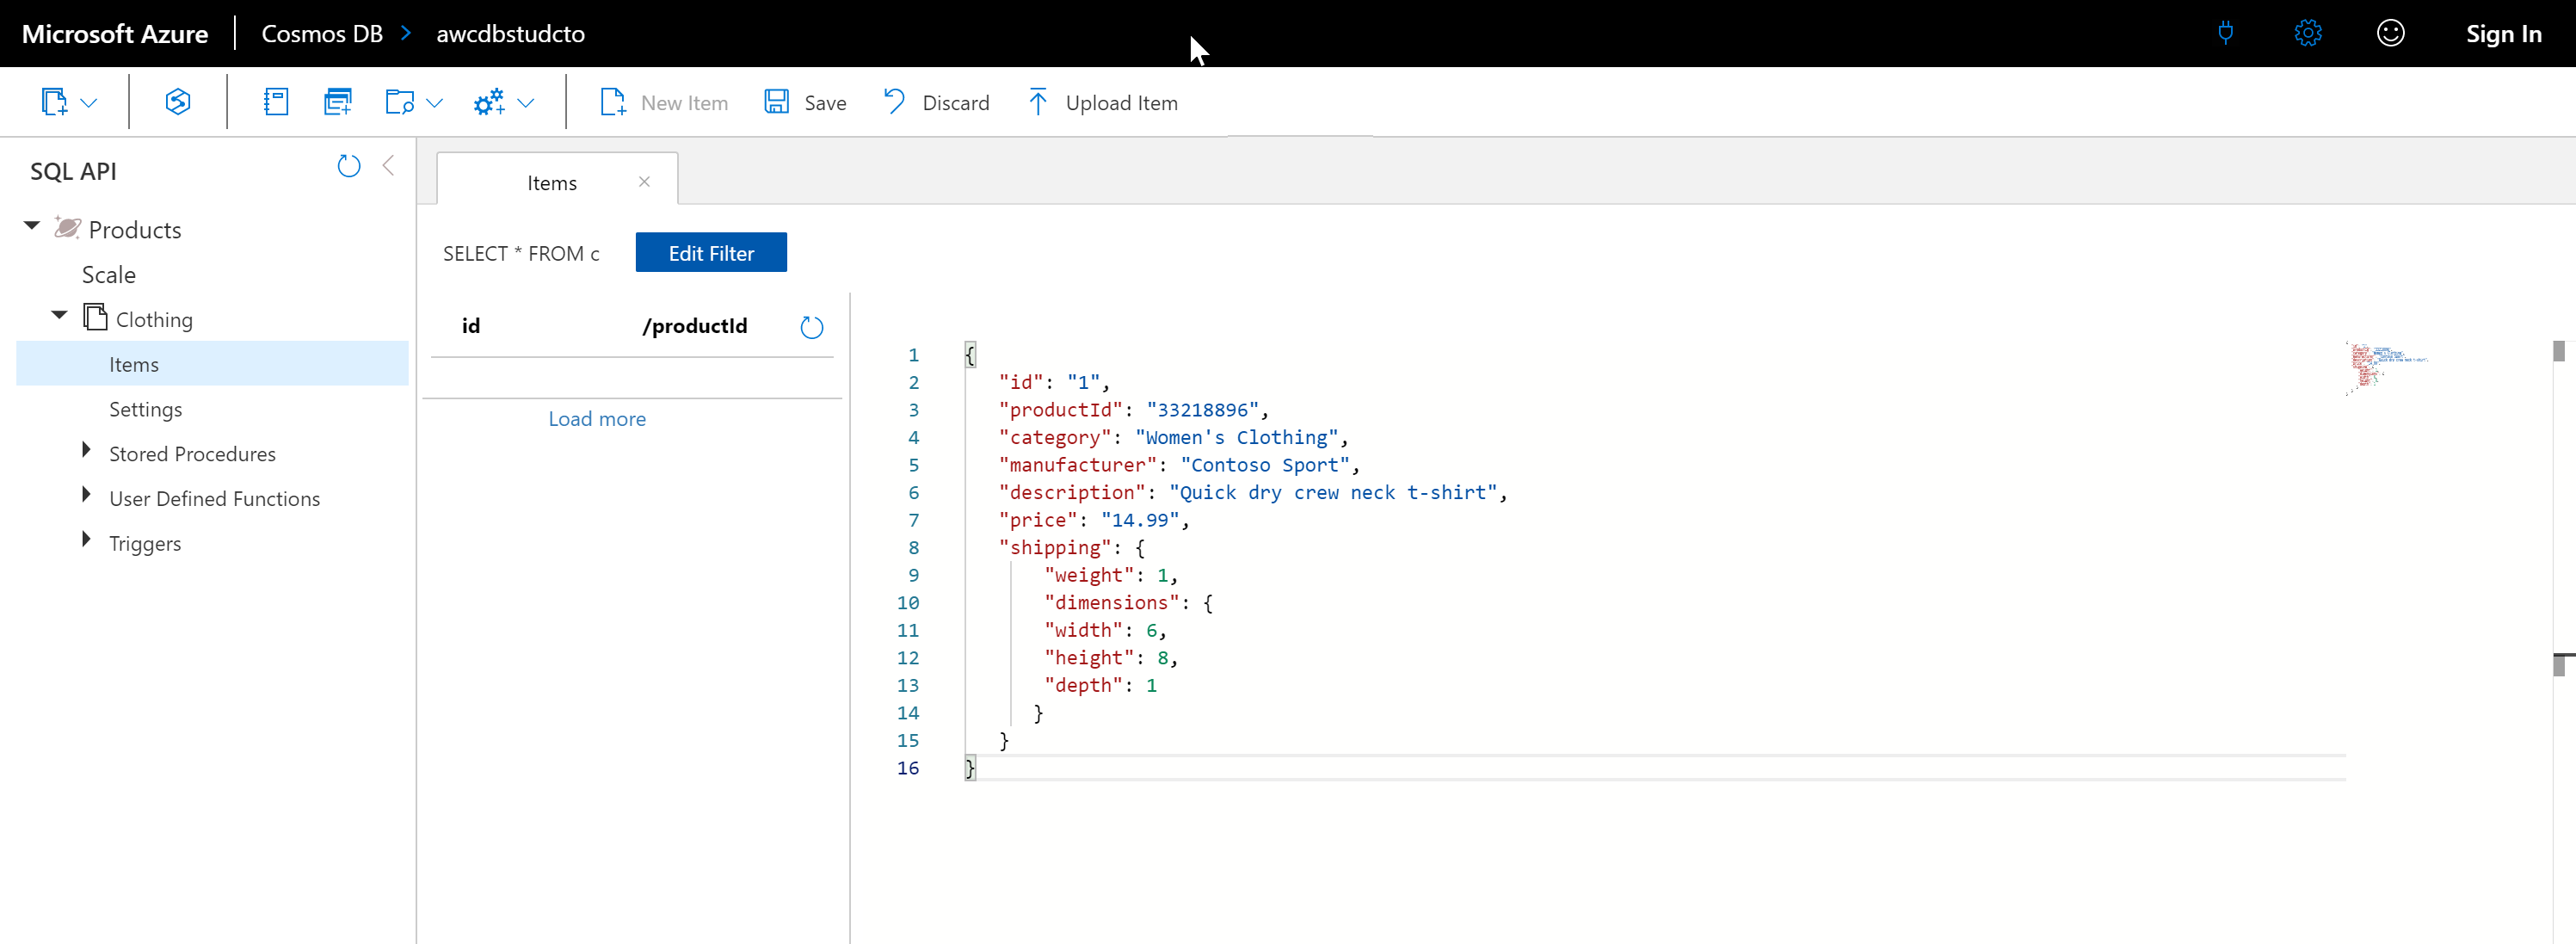 Microsoft Azure Cosmos DB > awcdbstudcto Sign In
New Item Save Discard Upload Item
SQL API
Products
Scale
Clothing
Items
Settings
Stored Procedures
User Defined Functions
Triggers
Items
SELECT * FROM c Edit Filter
id /productId
Load more
1 {
2 "id": "1",
3 "productId": "33218896",
4 "category": "Women's Clothing",
5 "manufacturer": "Contoso Sport",
6 "description": "Quick dry crew neck t-shirt",
7 "price": "14.99",
8 "shipping": {
9 "weight": 1,
10 "dimensions": {
11 "width": 6,
12 "height": 8,
13 "depth": 1
14 }
15 }
16 }